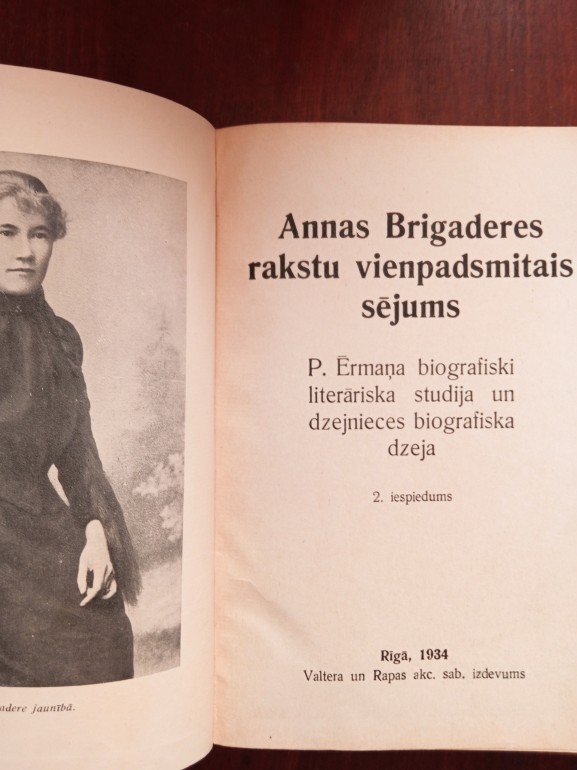 adere jaunībā.
Annas Brigaderes
rakstu vienpadsmitais
sējums
P. Ērmaņa biografiski
literāriska studija un
dzejnieces biografiska
dzeja
2. iespiedums
Rīgā, 1934
Valtera un Rapas akc. sab. izdevums